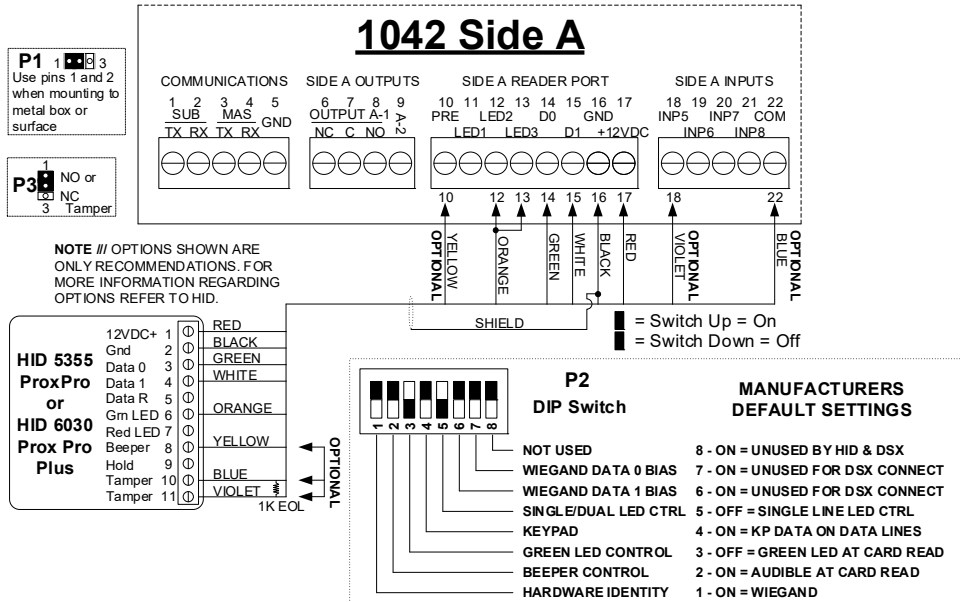 1042 Side A
P1 1 3
Use pins 1 and 2
when mounting to
metal box or
surface
1
P3 NO or
NC
3 Tamper
COMMUNICATIONS
1 2 3 4 5
SUB MAS GND
TX RX TX RX
SIDE A OUTPUTS
6 7 8 9
OUTPUT A-1 A-2
NC C NO
SIDE A READER PORT
10 11 12 13 14 15 16 17
PRE LED2 D0 GND
LED1 LED3 D1 +12VDC
SIDE A INPUTS
18 19 20 21 22
INP5 INP7 COM
INP6 INP8
10 12 13 14 15 16 17 18 22
OPTIONAL
YELLOW
ORANGE
GREEN
WHITE
BLACK
RED
VIOLET
OPTIONAL
BLUE
OPTIONAL
NOTE /// OPTIONS SHOWN ARE
ONLY RECOMMENDATIONS. FOR
MORE INFORMATION REGARDING
OPTIONS REFER TO HID.
SHIELD
= Switch Up = On
= Switch Down = Off
HID 5355
ProxPro
or
HID 6030
Prox Pro
Plus
12VDC+ 1 RED
Gnd 2 BLACK
Data 0 3 GREEN
Data 1 4 WHITE
Data R 5
Grn LED 6 ORANGE
Red LED 7
Beeper 8 YELLOW
Hold 9
Tamper 10 BLUE
Tamper 11 VIOLET
1K EOL
OPTIONAL
P2
DIP Switch
1 2 3 4 5 6 7 8
MANUFACTURERS
DEFAULT SETTINGS
NOT USED 8 - ON = UNUSED BY HID & DSX
WIEGAND DATA 0 BIAS 7 - ON = UNUSED FOR DSX CONNECT
WIEGAND DATA 1 BIAS 6 - ON = UNUSED FOR DSX CONNECT
SINGLE/DUAL LED CTRL 5 - OFF = SINGLE LINE LED CTRL
KEYPAD 4 - ON = KP DATA ON DATA LINES
GREEN LED CONTROL 3 - OFF = GREEN LED AT CARD READ
BEEPER CONTROL 2 - ON = AUDIBLE AT CARD READ
HARDWARE IDENTITY 1 - ON = WIEGAND